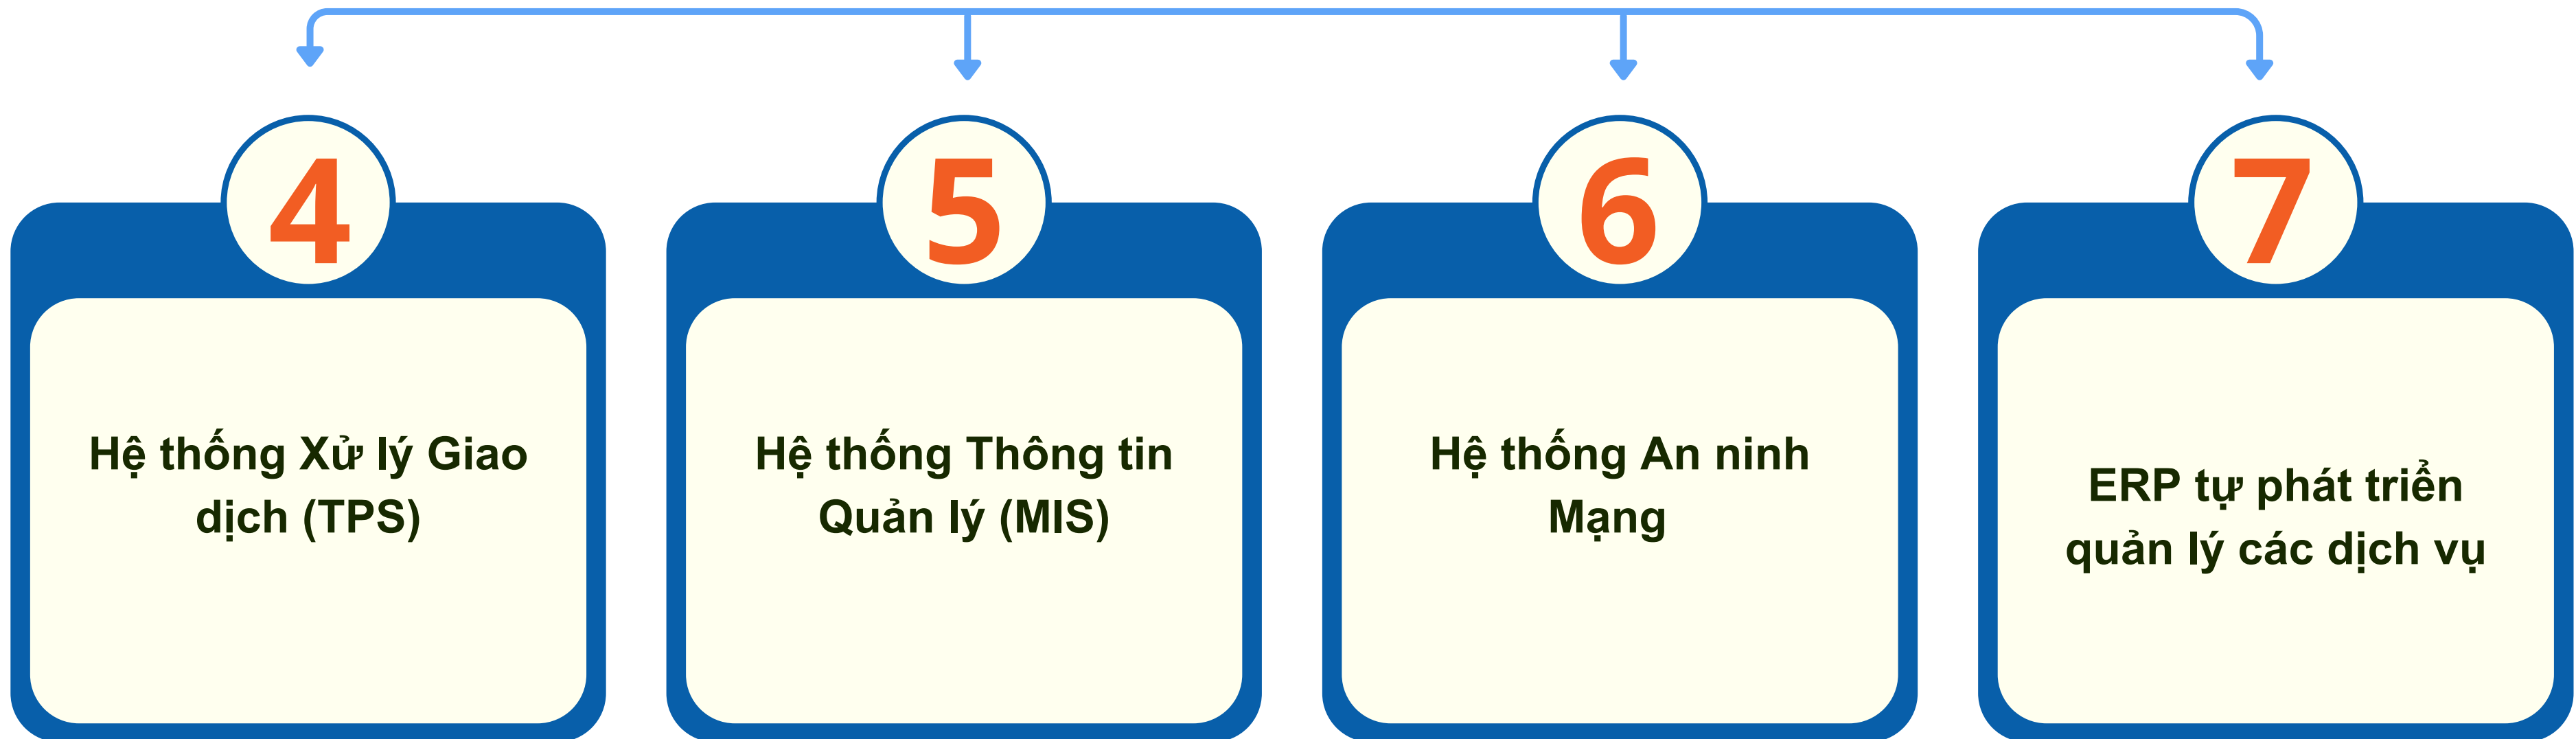 4
Hệ thống Xử lý Giao
dịch (TPS)
5
Hệ thống Thông tin
Quản lý (MIS)
6
Hệ thống An ninh
Mạng
7
ERP tự phát triển
quản lý các dịch vụ